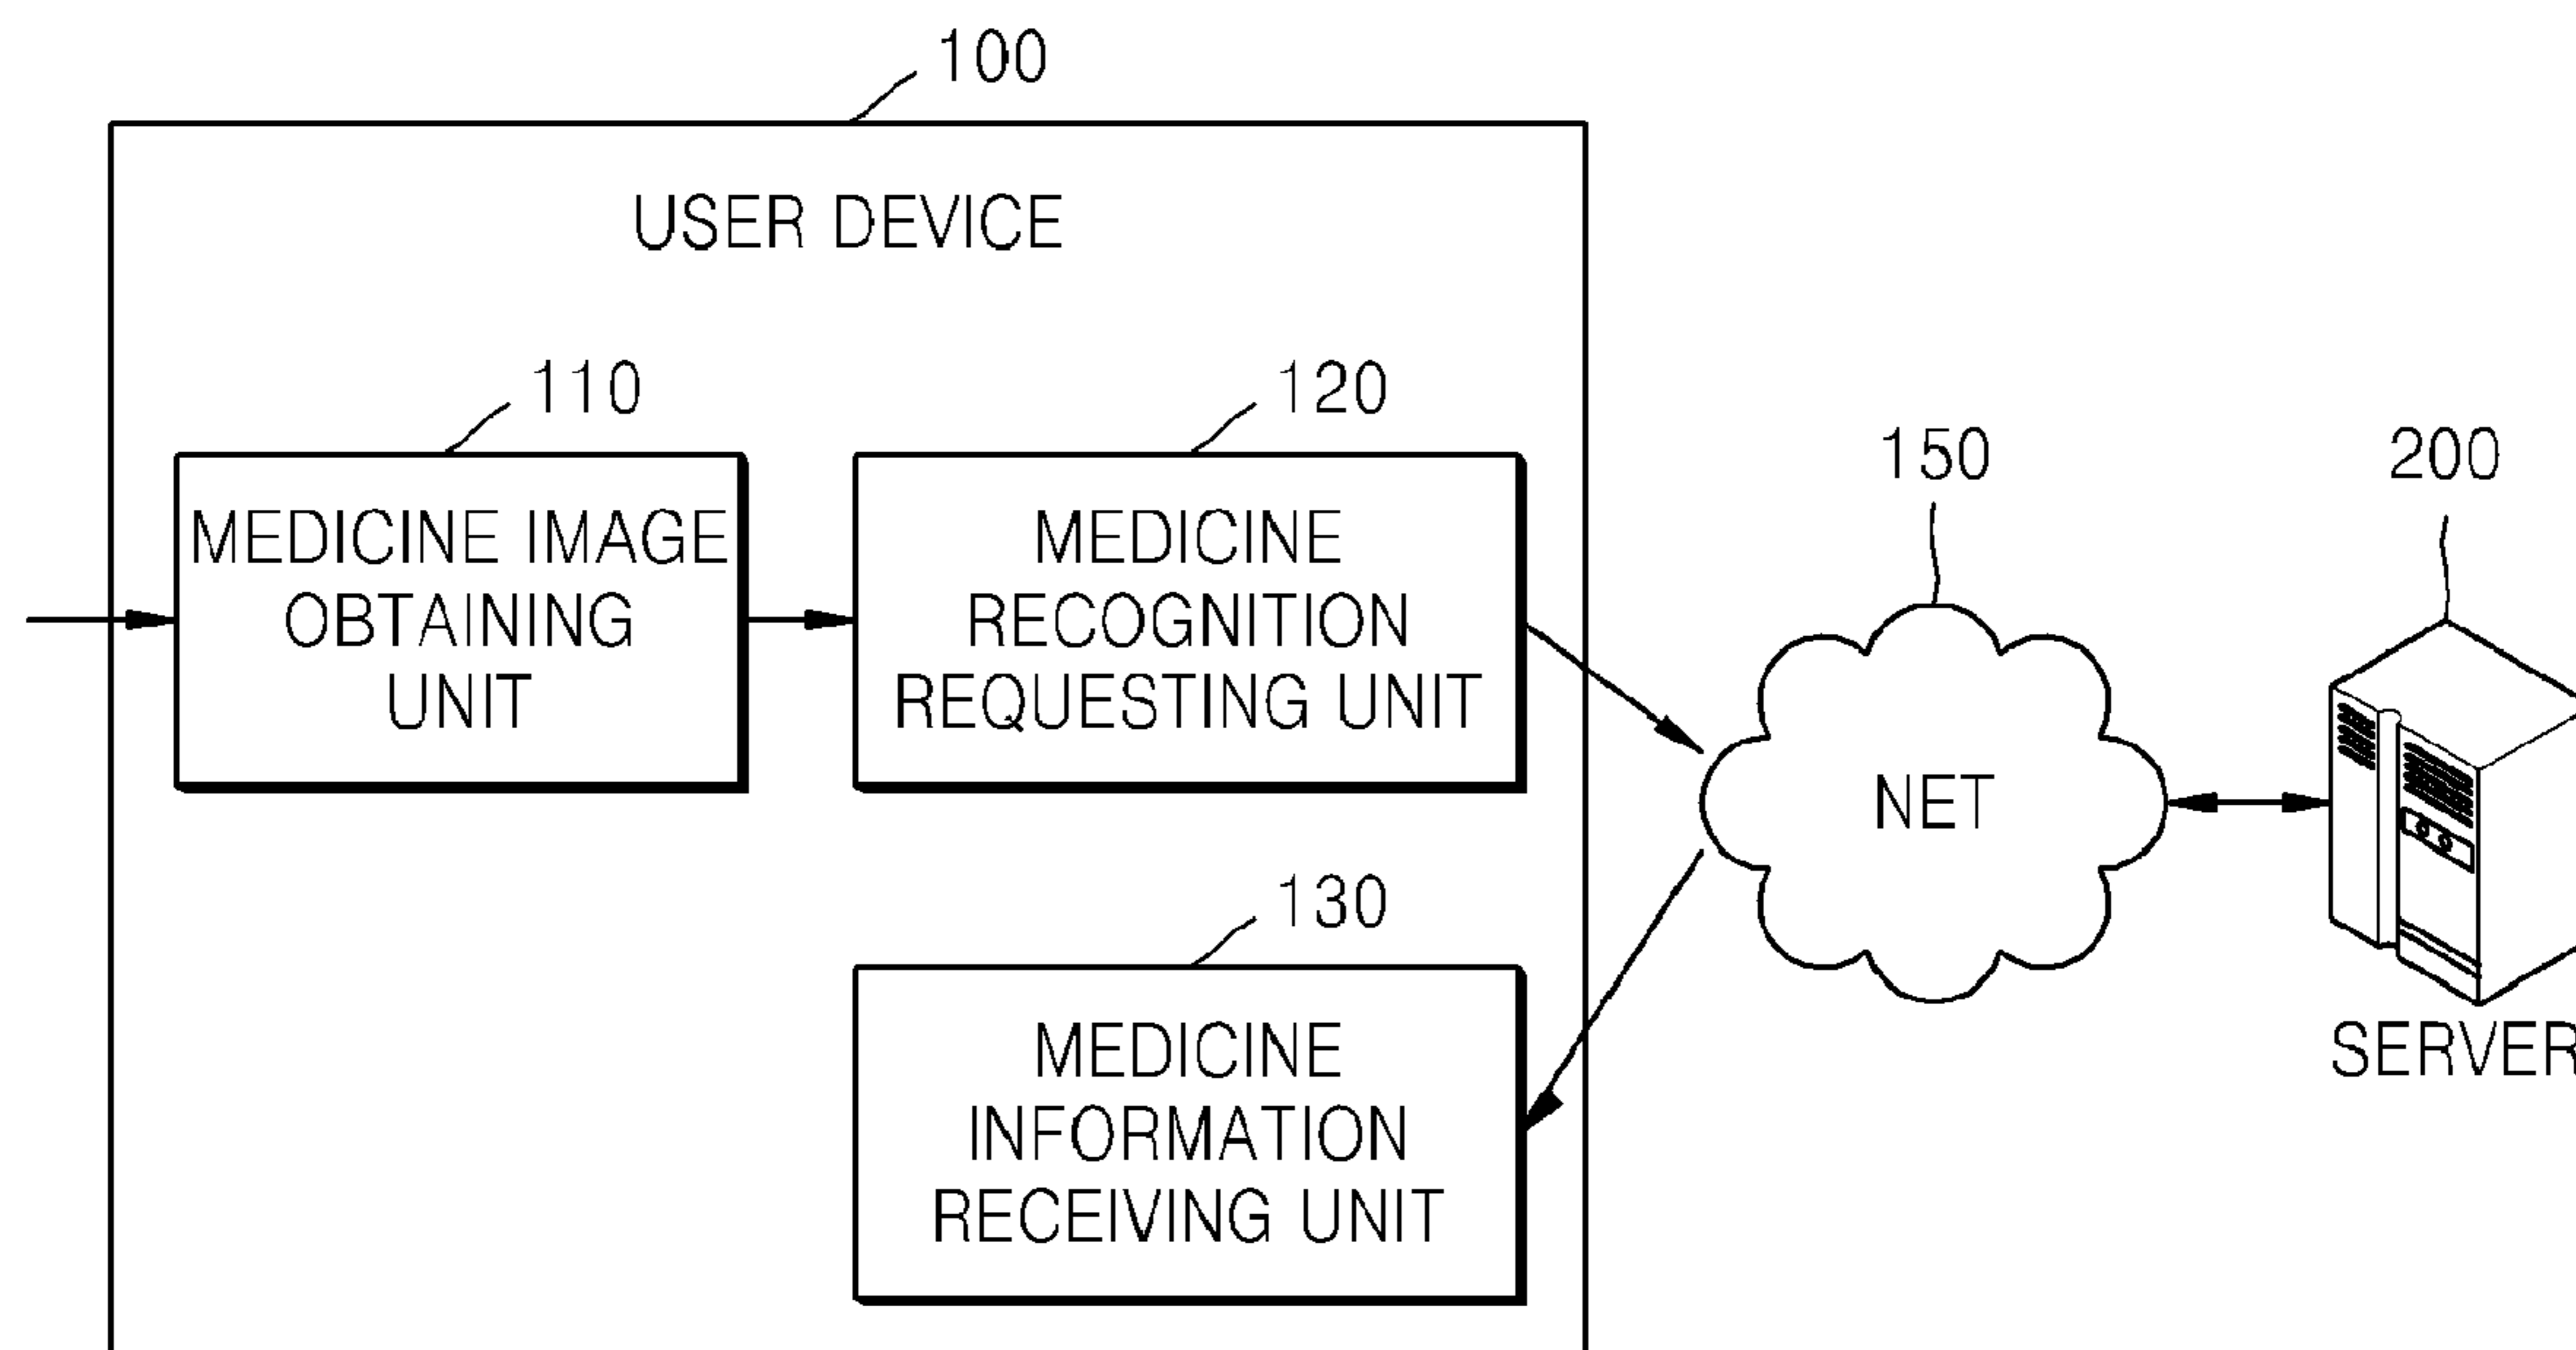 100
USER DEVICE
110
120
150
200
MEDICINE IMAGE
OBTAINING
UNIT
MEDICINE
RECOGNITION
REQUESTING UNIT
NET
130
MEDICINE
INFORMATION
RECEIVING UNIT
SERVER